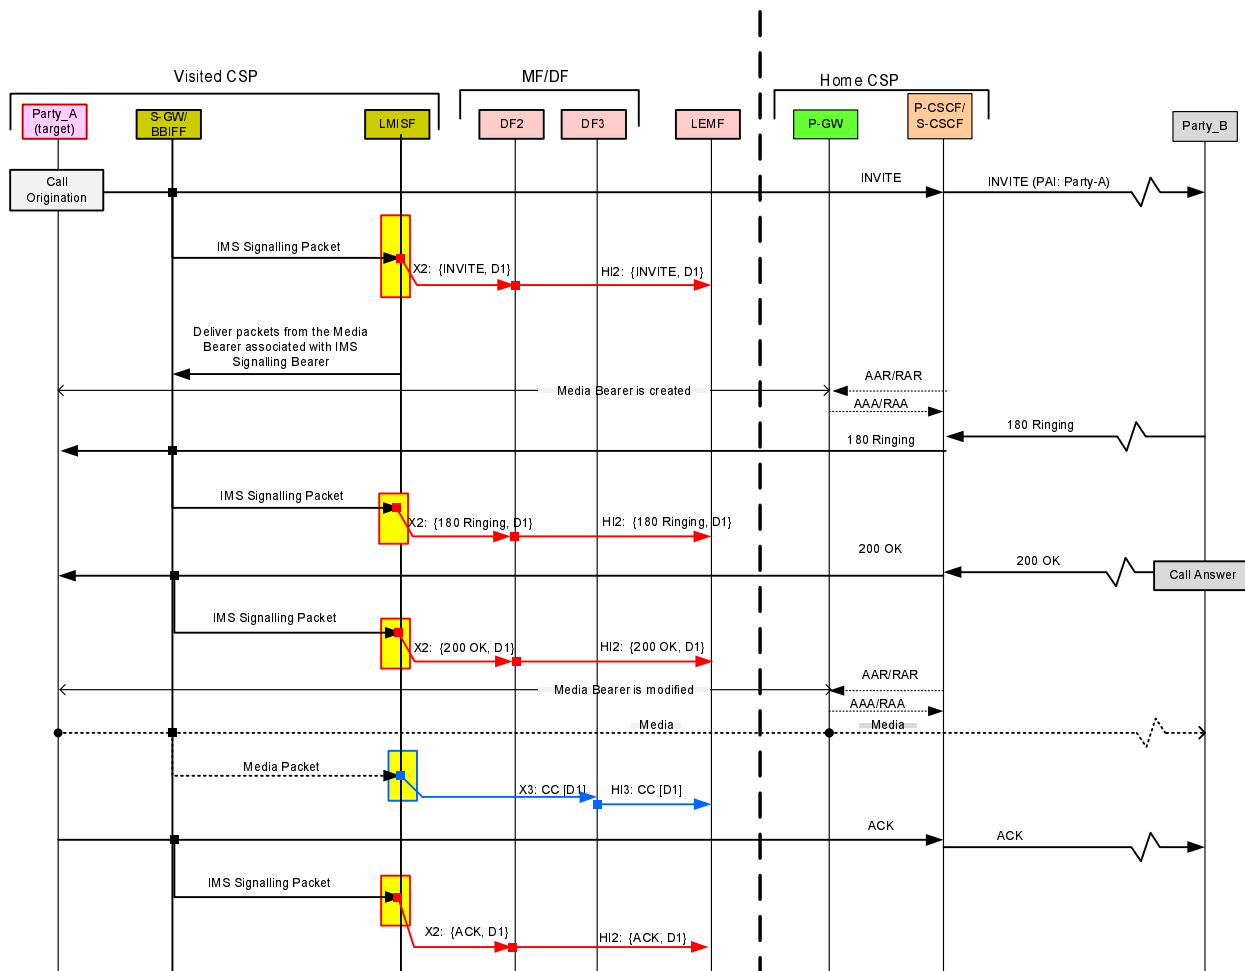 Visited CSP
MF/DF
Home CSP
Party_A
(target)
S-GW/
BBIFF
LMISF
DF2
DF3
LEMF
P-GW
P-CSCF/
S-CSCF
Party_B
Call
Origination
INVITE
INVITE (PAI: Party-A)
IMS Signalling Packet
X2:  {INVITE, D1}
HI2:  {INVITE, D1}
Deliver packets from the Media
Bearer associated with IMS
Signalling Bearer
Media Bearer is created
AAR/RAR
AAA/RAA
180 Ringing
180 Ringing
IMS Signalling Packet
X2:  {180 Ringing, D1}
HI2:  {180 Ringing, D1}
200 OK
200 OK
Call Answer
IMS Signalling Packet
X2:  {200 OK, D1}
HI2:  {200 OK, D1}
Media Bearer is modified
AAR/RAR
AAA/RAA
Media
Media
Media Packet
X3: CC [D1]
HI3: CC [D1]
ACK
ACK
IMS Signalling Packet
X2:  {ACK, D1}
HI2:  {ACK, D1}